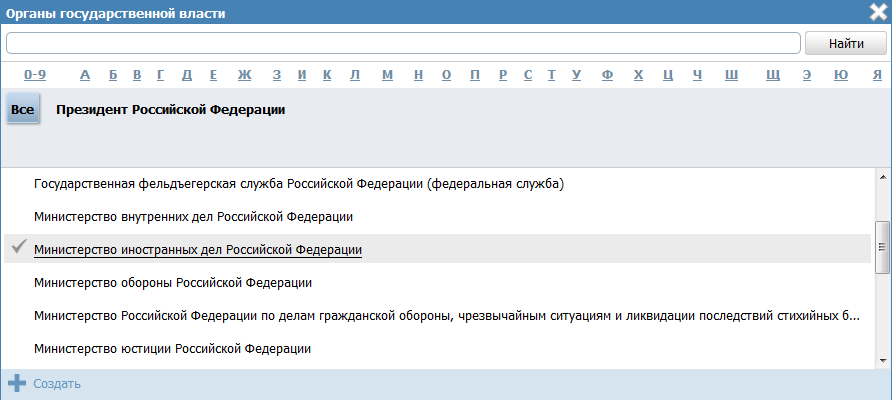 Органы государственной власти
Найти
0-9 А Б В Г Д Е Ж З И К Л М Н О П Р С Т У Ф Х Ц Ч Ш Щ Э Ю Я
Все Президент Российской Федерации
Государственная фельдъегерская служба Российской Федерации (федеральная служба)
Министерство внутренних дел Российской Федерации
Министерство иностранных дел Российской Федерации
Министерство обороны Российской Федерации
Министерство Российской Федерации по делам гражданской обороны, чрезвычайным ситуациям и ликвидации последствий стихийных б...
Министерство юстиции Российской Федерации
Создать